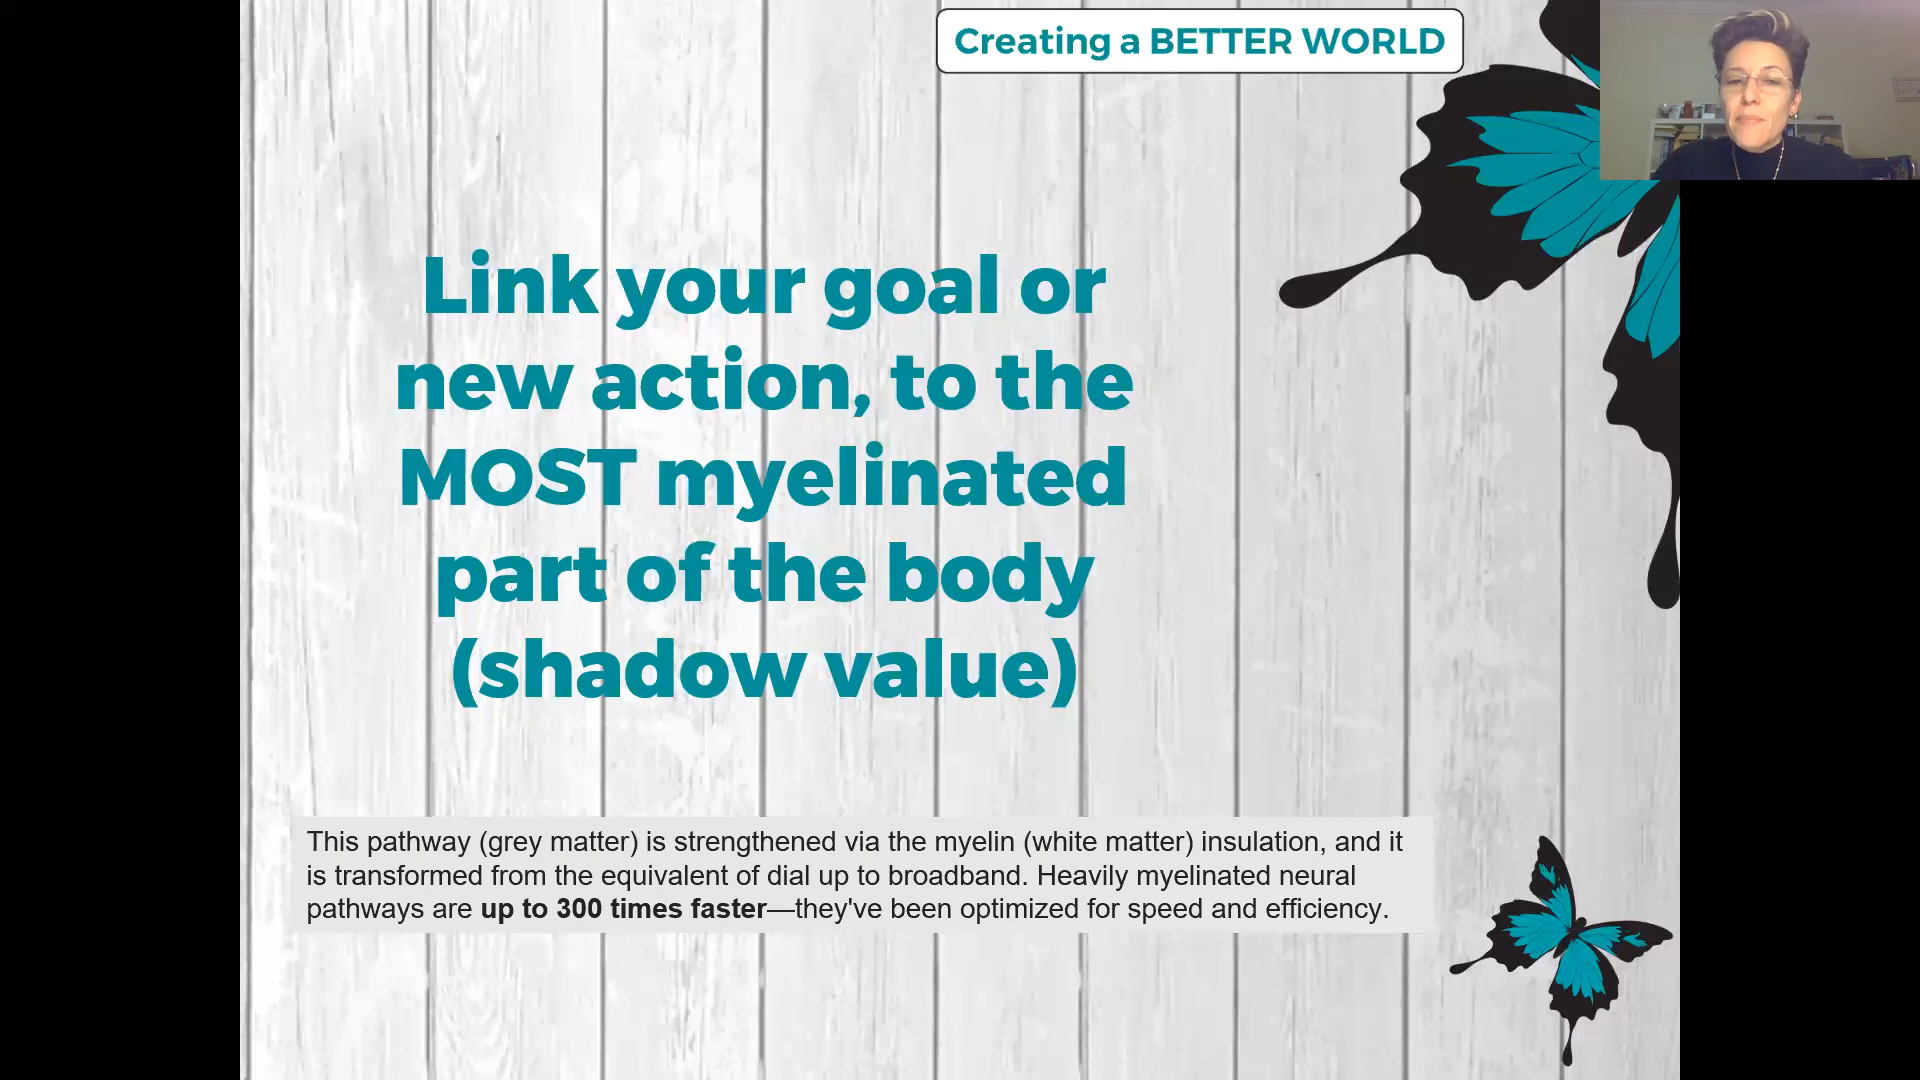 Creating a BETTER WORLD
Link your goal or
new action, to the
MOST myelinated
part of the body
(shadow value)
This pathway (grey matter) is strengthened via the myelin (white matter) insulation, and it
is transformed from the equivalent of dial up to broadband. Heavily myelinated neural
pathways are up to 300 times faster—they've been optimized for speed and efficiency.